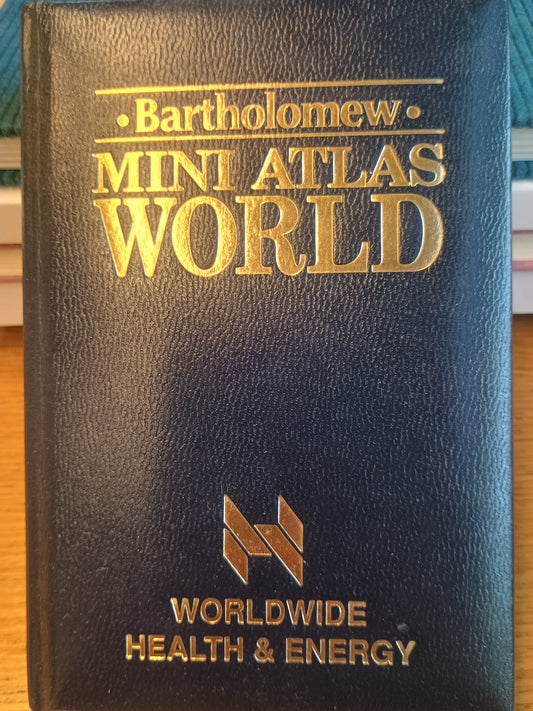 • Bartholomew •
MINI ATLAS
WORLD
WORLDWIDE
HEALTH & ENERGY